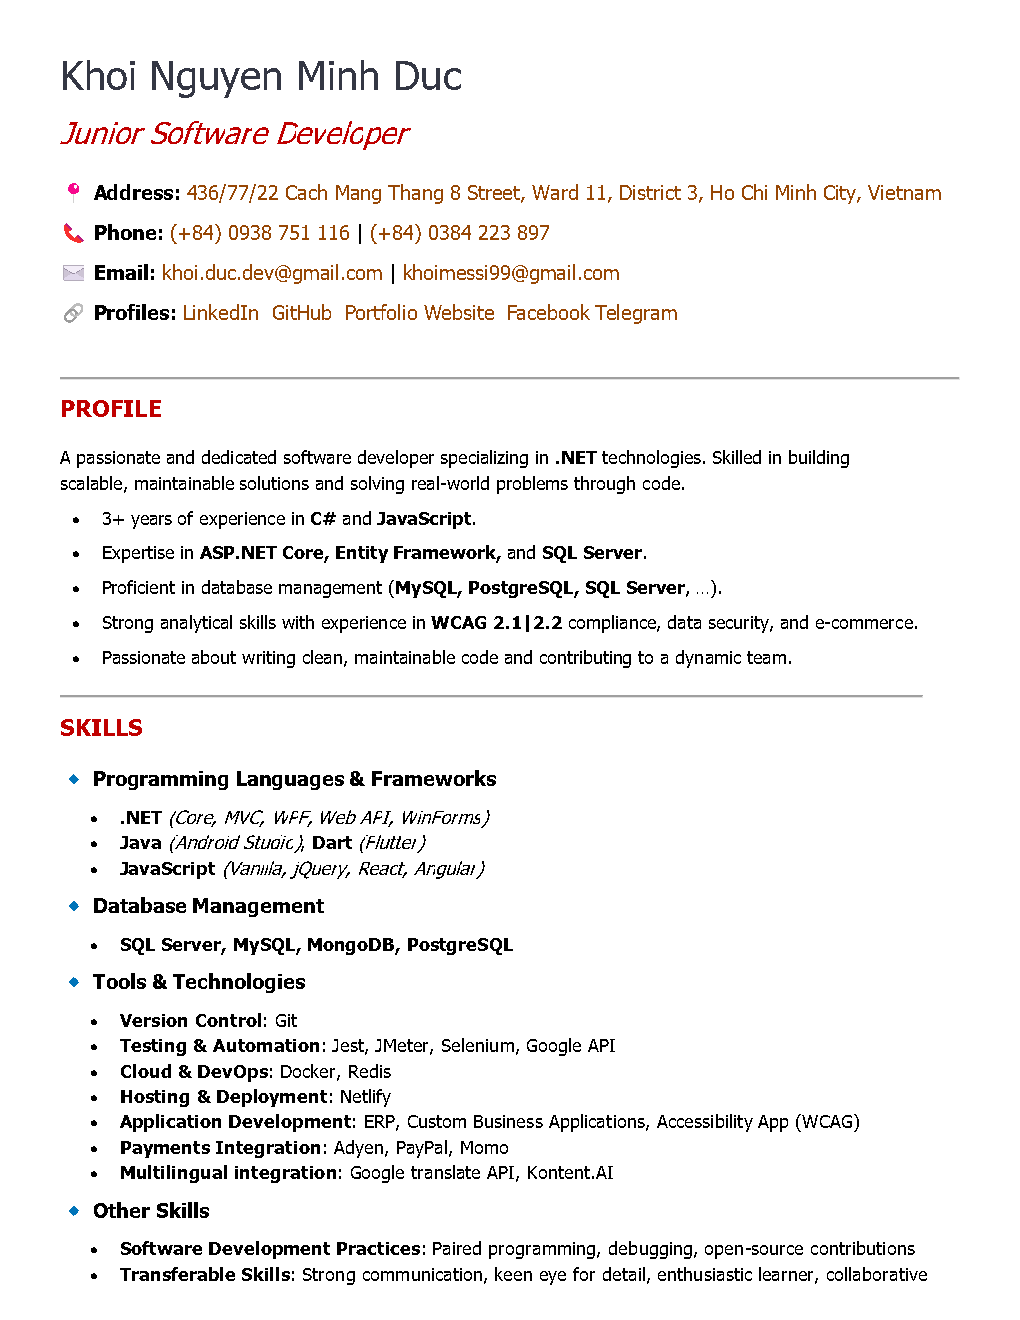 Khoi Nguyen Minh Duc
Junior Software Developer
Address: 436/77/22 Cach Mang Thang 8 Street, Ward 11, District 3, Ho Chi Minh City, Vietnam
Phone: (+84) 0938 751 116 | (+84) 0384 223 897
Email: khoi.duc.dev@gmail.com | khoimessi99@gmail.com
Profiles: LinkedIn GitHub Portfolio Website Facebook Telegram
PROFILE
A passionate and dedicated software developer specializing in .NET technologies. Skilled in building
scalable, maintainable solutions and solving real-world problems through code.
• 3+ years of experience in C# and JavaScript.
• Expertise in ASP.NET Core, Entity Framework, and SQL Server.
• Proficient in database management (MySQL, PostgreSQL, SQL Server, ...).
• Strong analytical skills with experience in WCAG 2.1|2.2 compliance, data security, and e-commerce.
• Passionate about writing clean, maintainable code and contributing to a dynamic team.
SKILLS
Programming Languages & Frameworks
• .NET (Core, MVC, WPF, Web API, WinForms)
• Java (Android Studio), Dart (Flutter)
• JavaScript (Vanilla, jQuery, React, Angular)
Database Management
• SQL Server, MySQL, MongoDB, PostgreSQL
Tools & Technologies
• Version Control: Git
• Testing & Automation: Jest, JMeter, Selenium, Google API
• Cloud & DevOps: Docker, Redis
• Hosting & Deployment: Netlify
• Application Development: ERP, Custom Business Applications, Accessibility App (WCAG)
• Payments Integration: Adyen, PayPal, Momo
• Multilingual integration: Google translate API, Kontent.AI
Other Skills
• Software Development Practices: Paired programming, debugging, open-source contributions
• Transferable Skills: Strong communication, keen eye for detail, enthusiastic learner, collaborative